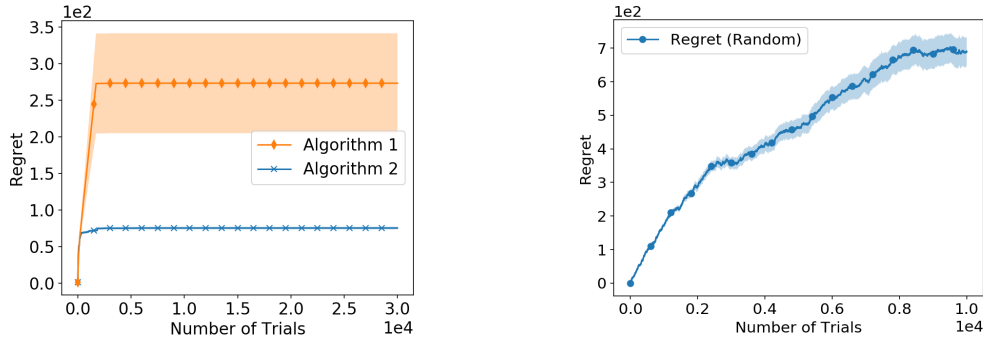 1e2
3.5
3.0
2.5
2.0
1.5
1.0
0.5
0.0
Regret
Algorithm 1
Algorithm 2
0.0 0.5 1.0 1.5 2.0 2.5 3.0
Number of Trials
1e4
1e2
7
6
5
4
3
2
1
0
Regret
Regret (Random)
0.0 0.2 0.4 0.6 0.8 1.0
Number of Trials
1e4